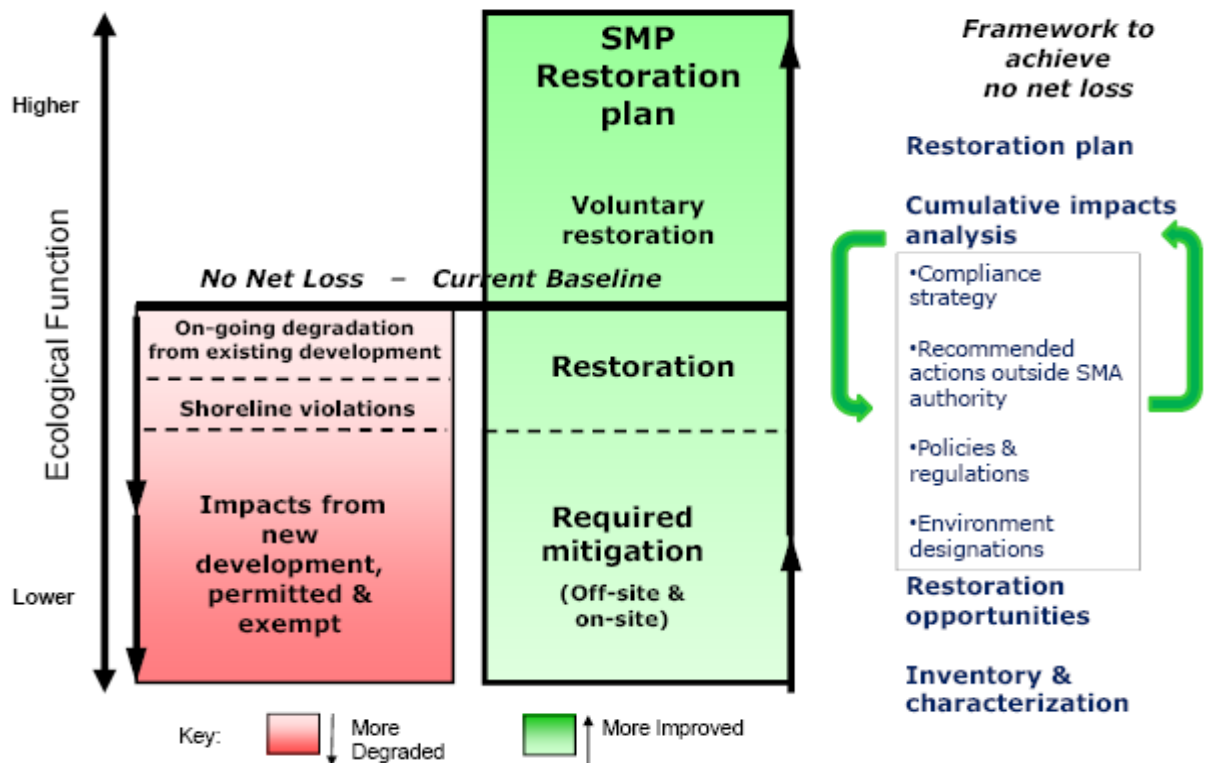 Higher
Ecological Function
Lower
SMP
Restoration
plan
Voluntary
restoration
No Net Loss – Current Baseline
On-going degradation
from existing development
Shoreline violations
Impacts from
new
development,
permitted &
exempt
Restoration
Required
mitigation
(Off-site &
on-site)
Framework to
achieve
no net loss
Restoration plan
Cumulative impacts
analysis
•Compliance
strategy
•Recommended
actions outside SMA
authority
•Policies &
regulations
•Environment
designations
Restoration
opportunities
Inventory &
characterization
Key:
More
Degraded
More Improved